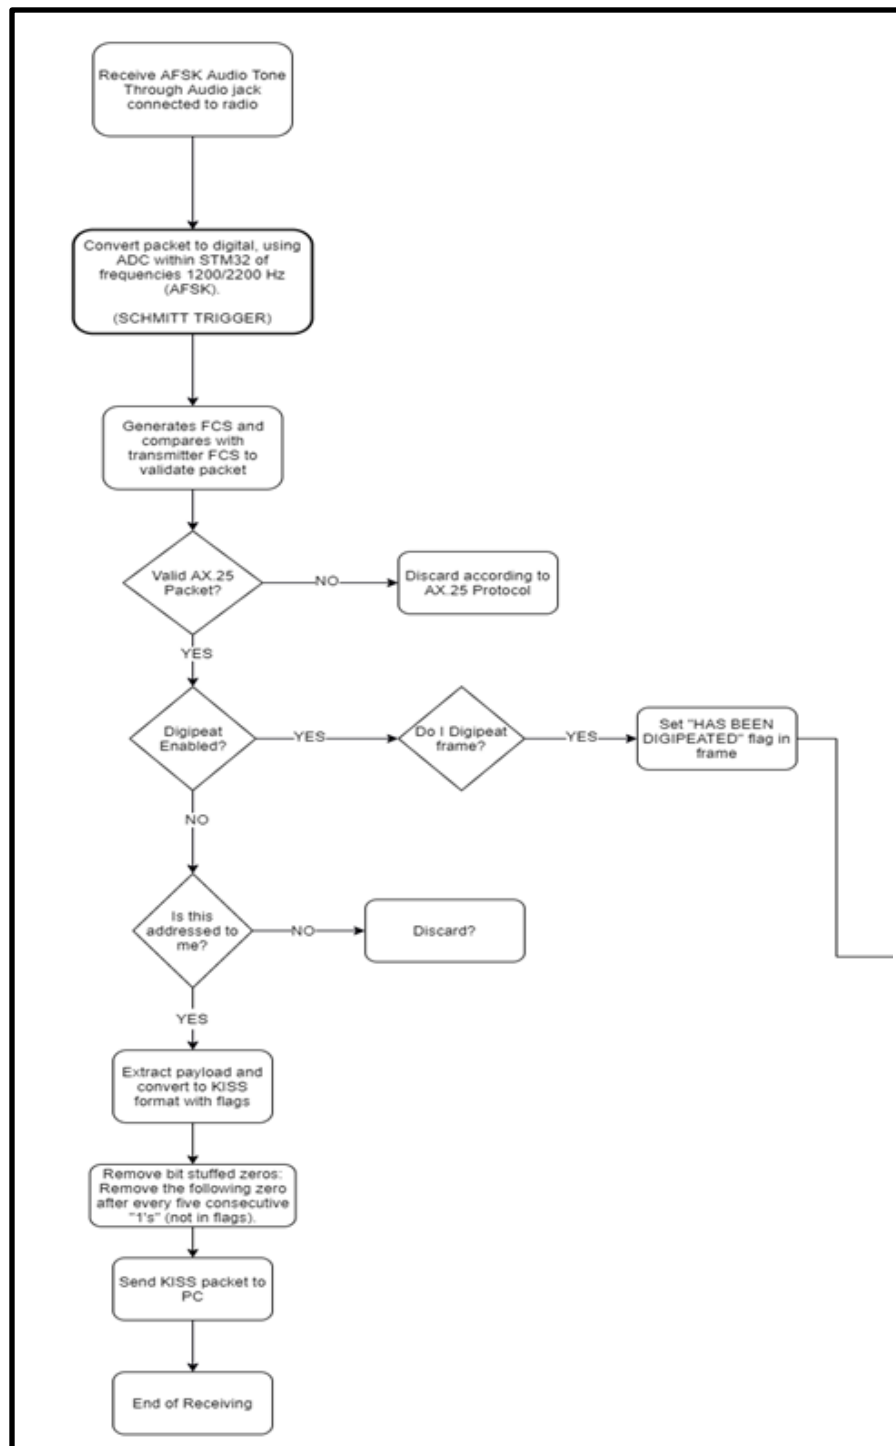 Receive AFSK Audio Tone
Through Audio jack
connected to radio
Convert packet to digital, using
ADC within STM32 of
frequencies 1200/2200 Hz
(AFSK).
(SCHMITT TRIGGER)
Generates FCS and
compares with
transmitter FCS to
validate packet
Valid AX.25
Packet?
NO
Discard according to
AX.25 Protocol
YES
Digipeat
Enabled?
YES
Do I Digipeat
frame?
YES
Set "HAS BEEN
DIGIPEATED" flag in
frame
NO
Is this
addressed to
me?
NO
Discard?
YES
Extract payload and
convert to KISS
format with flags
Remove bit stuffed zeros:
Remove the following zero
after every five consecutive
"1's" (not in flags).
Send KISS packet to
PC
End of Receiving